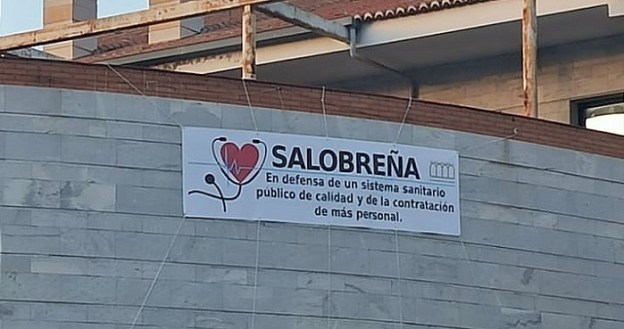 SALOBREÑA
En defensa de un sistema sanitario
público de calidad y de la contratación
de más personal.